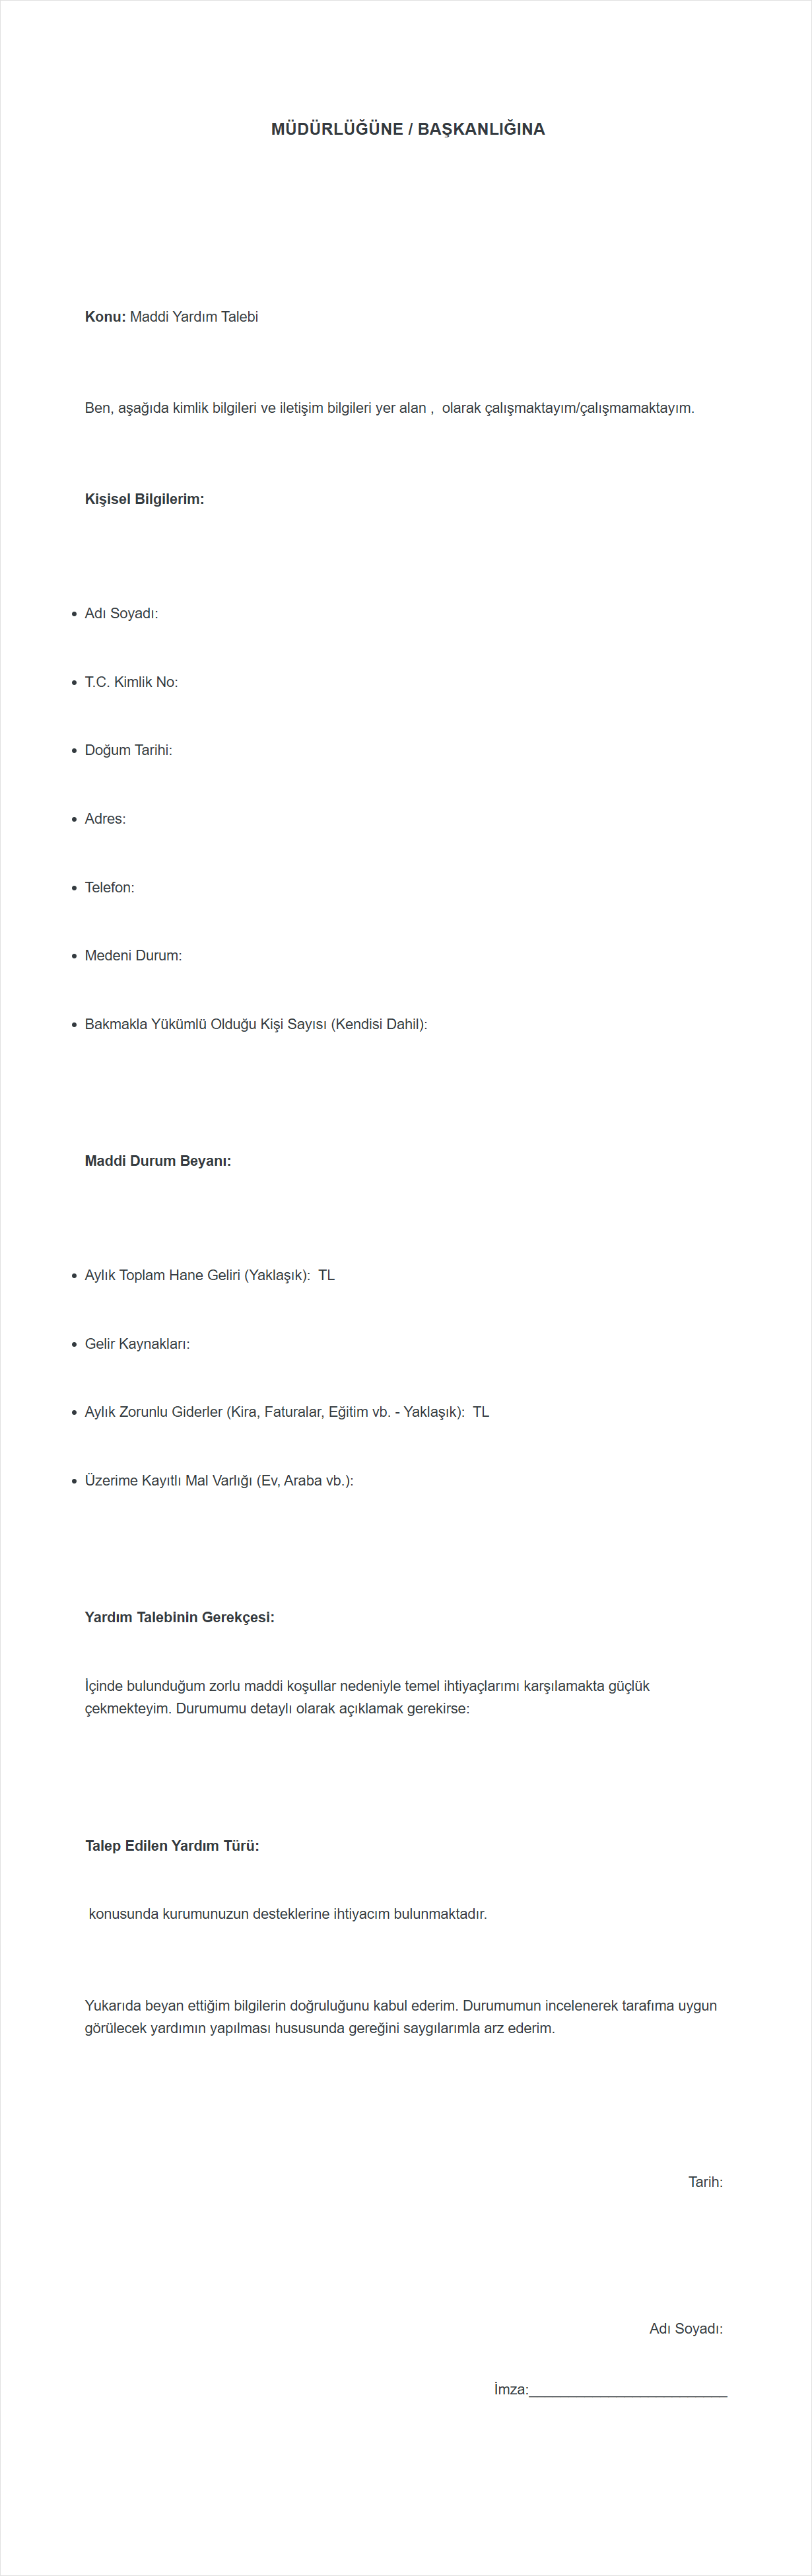 MÜDÜRLÜĞÜNE / BAŞKANLIĞINA
Konu: Maddi Yardım Talebi
Ben, aşağıda kimlik bilgileri ve iletişim bilgileri yer alan ,  olarak çalışmaktayım/çalışmamaktayım.
Kişisel Bilgilerim:
• Adı Soyadı:
• T.C. Kimlik No:
• Doğum Tarihi:
• Adres:
• Telefon:
• Medeni Durum:
• Bakmakla Yükümlü Olduğu Kişi Sayısı (Kendisi Dahil):
Maddi Durum Beyanı:
• Aylık Toplam Hane Geliri (Yaklaşık):  TL
• Gelir Kaynakları:
• Aylık Zorunlu Giderler (Kira, Faturalar, Eğitim vb. - Yaklaşık):  TL
• Üzerime Kayıtlı Mal Varlığı (Ev, Araba vb.):
Yardım Talebinin Gerekçesi:
İçinde bulunduğum zorlu maddi koşullar nedeniyle temel ihtiyaçlarımı karşılamakta güçlük
çekmekteyim. Durumumu detaylı olarak açıklamak gerekirse:
Talep Edilen Yardım Türü:
konusunda kurumunuzun desteklerine ihtiyacım bulunmaktadır.
Yukarıda beyan ettiğim bilgilerin doğruluğunu kabul ederim. Durumumun incelenerek tarafıma uygun
görülecek yardımın yapılması hususunda gereğini saygılarımla arz ederim.
Tarih:
Adı Soyadı:
İmza:_________________________